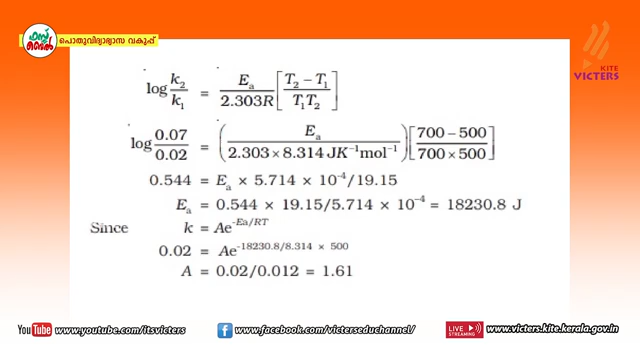 ഫസ്റ്റ് ബെൽ പൊതുവിദ്യാഭ്യാസ വകുപ്പ്
KITE
VICTERS
log k₂/k₁ = Eₐ/2.303R [T₂ − T₁/T₁T₂]
log 0.07/0.02 = (Eₐ/2.303 × 8.314 JK⁻¹mol⁻¹) [700 − 500/700 × 500]
0.544 = Eₐ × 5.714 × 10⁻⁴/19.15
Eₐ = 0.544 × 19.15/5.714 × 10⁻⁴ = 18230.8 J
Since k = Ae⁻ᴱᵃ/ᴿᵀ
0.02 = Ae⁻¹⁸²³⁰·⁸/⁸·³¹⁴ ˣ ⁵⁰⁰
A = 0.02/0.012 = 1.61
YouTube www.youtube.com/itsvicters f www.facebook.com/victerseduchannel/ LIVE STREAMING www.victers.kite.kerala.gov.in